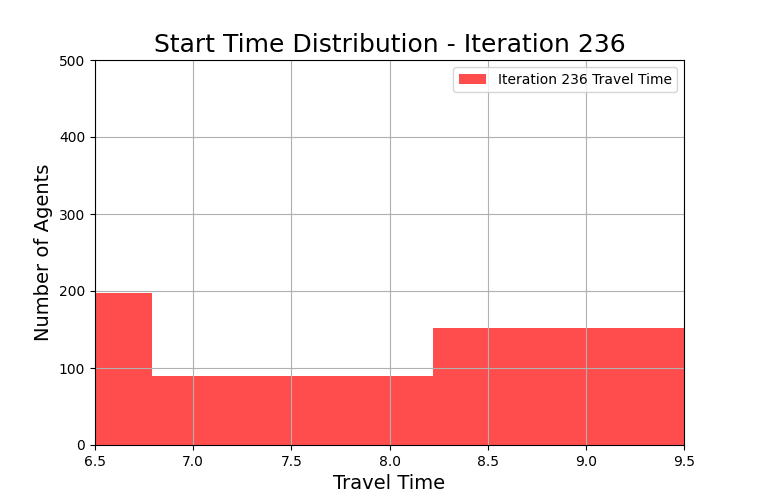 Start Time Distribution - Iteration 236
Iteration 236 Travel Time
Number of Agents
500
400
300
200
100
0
6.5 7.0 7.5 8.0 8.5 9.0 9.5
Travel Time